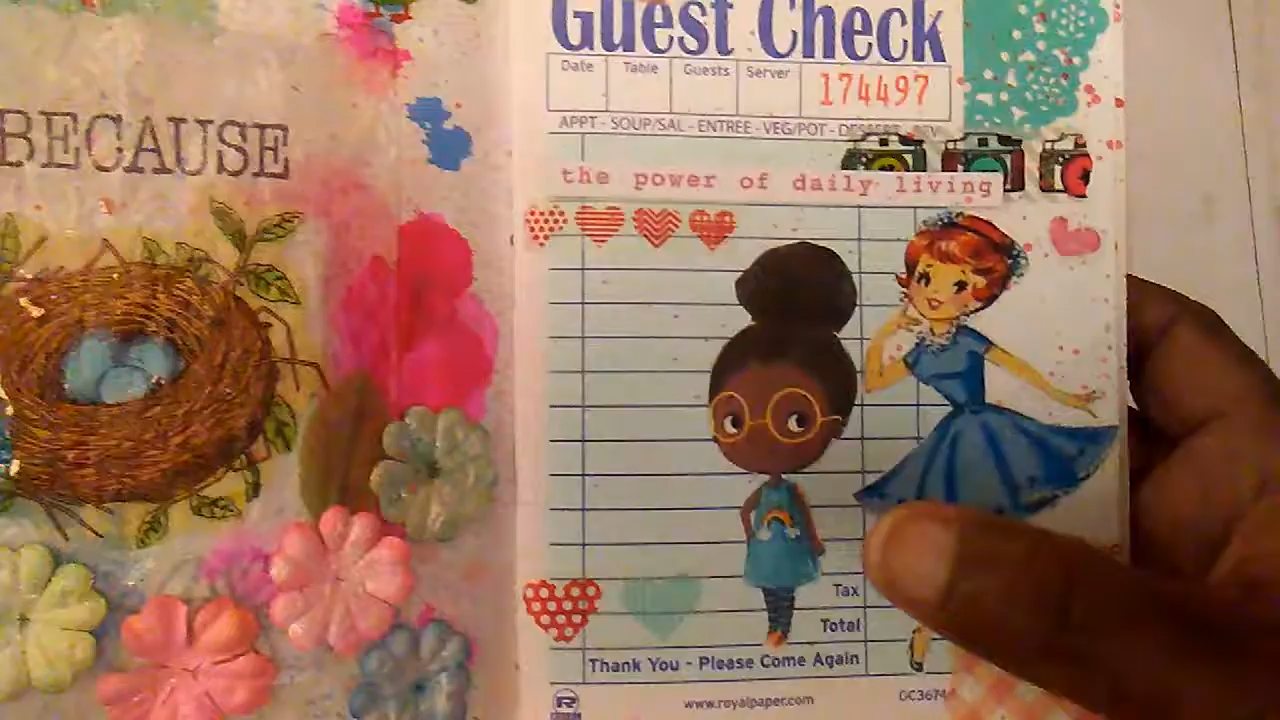 BECAUSE
Guest Check
Date Table Guests Server 174497
APPT - SOUP/SAL - ENTREE - VEG/POT - DESSERT - BEV
the power of daily living
Tax
Total
Thank You - Please Come Again
R
www.royalpaper.com GC3674